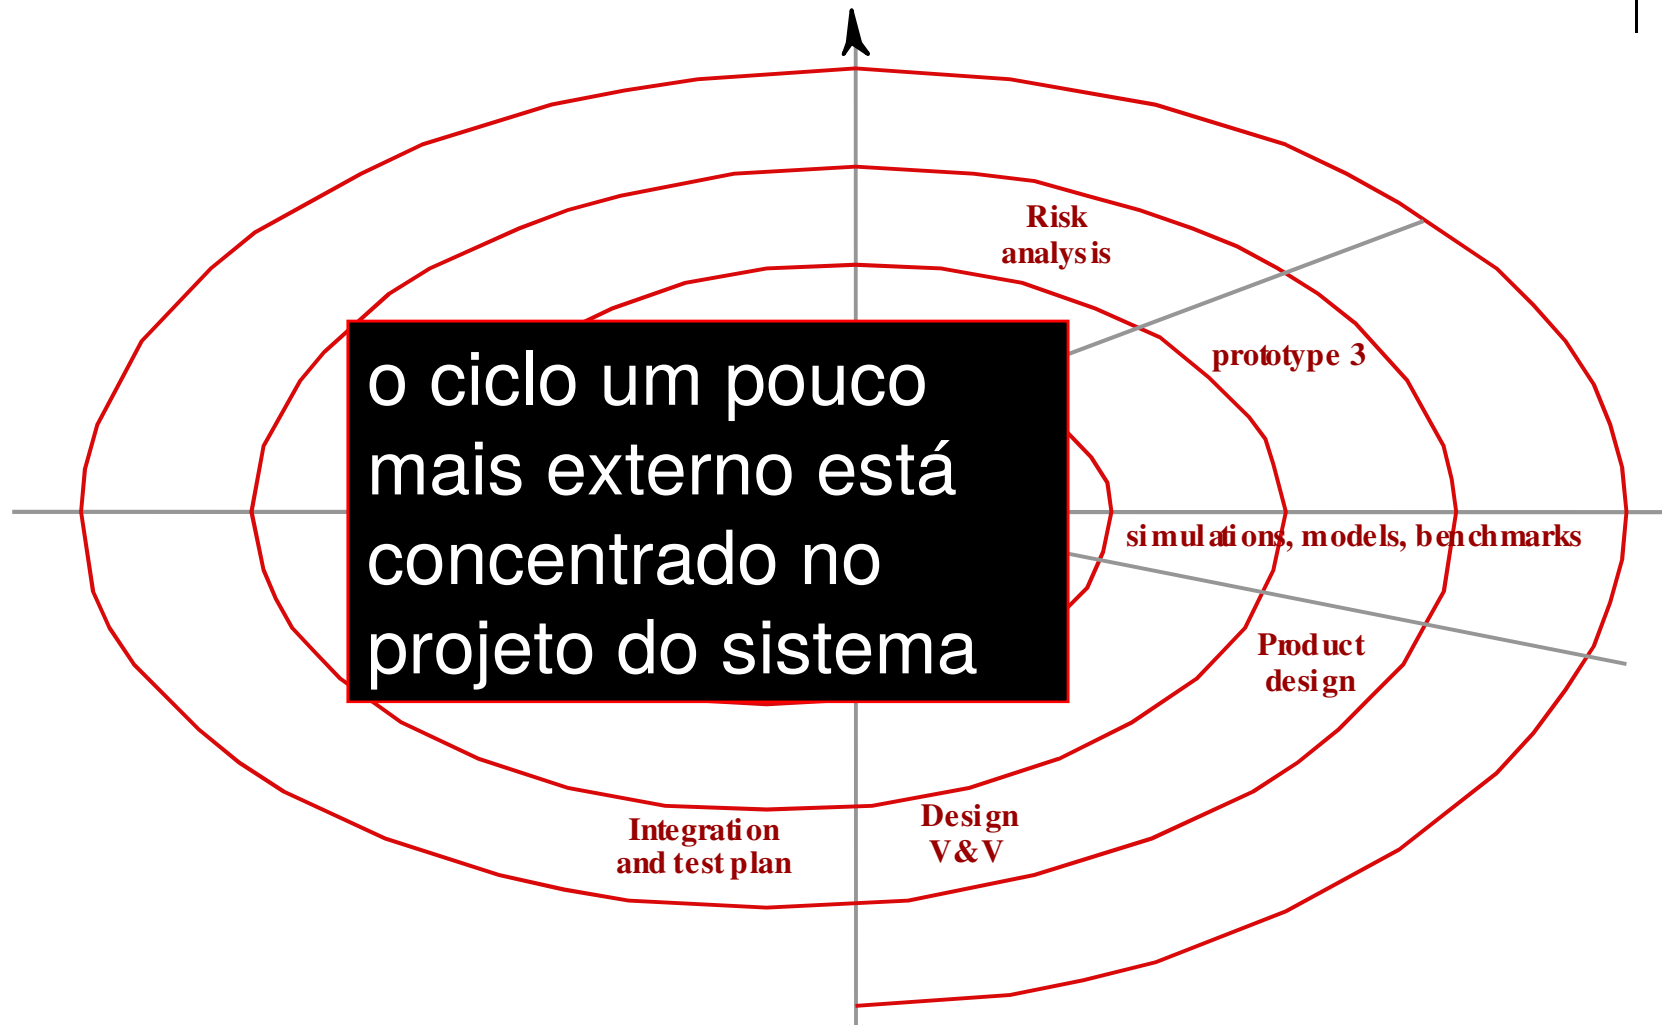 Risk
analysis
prototype 3
o ciclo um pouco
mais externo está
concentrado no
projeto do sistema
simulations, models, benchmarks
Product
design
Integration
and test plan
Design
V&V